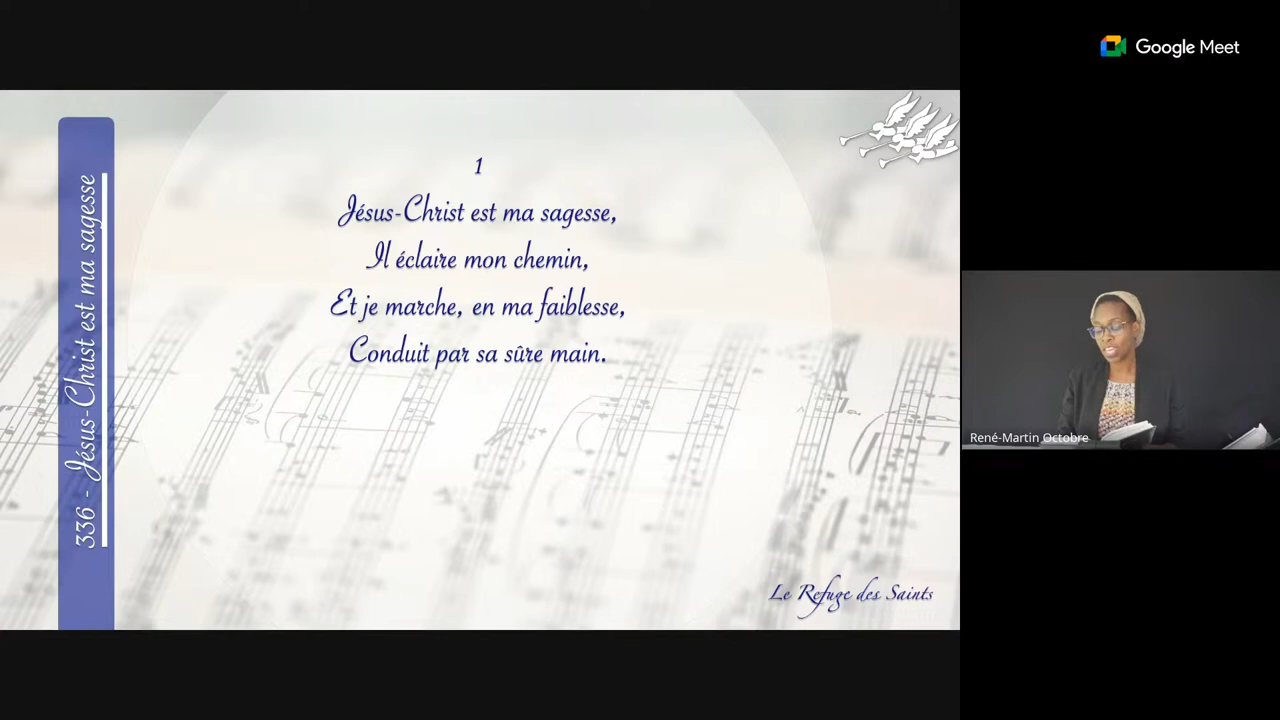 336 - Jésus-Christ est ma sagesse
1
Jésus-Christ est ma sagesse,
Il éclaire mon chemin,
Et je marche, en ma faiblesse,
Conduit par sa sûre main.
Le Refuge des Saints
Google Meet
René-Martin Octobre